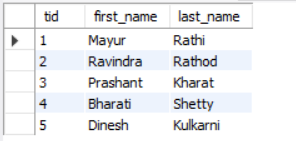 tid first_name last_name
1 Mayur Rathi
2 Ravindra Rathod
3 Prashant Kharat
4 Bharati Shetty
5 Dinesh Kulkarni